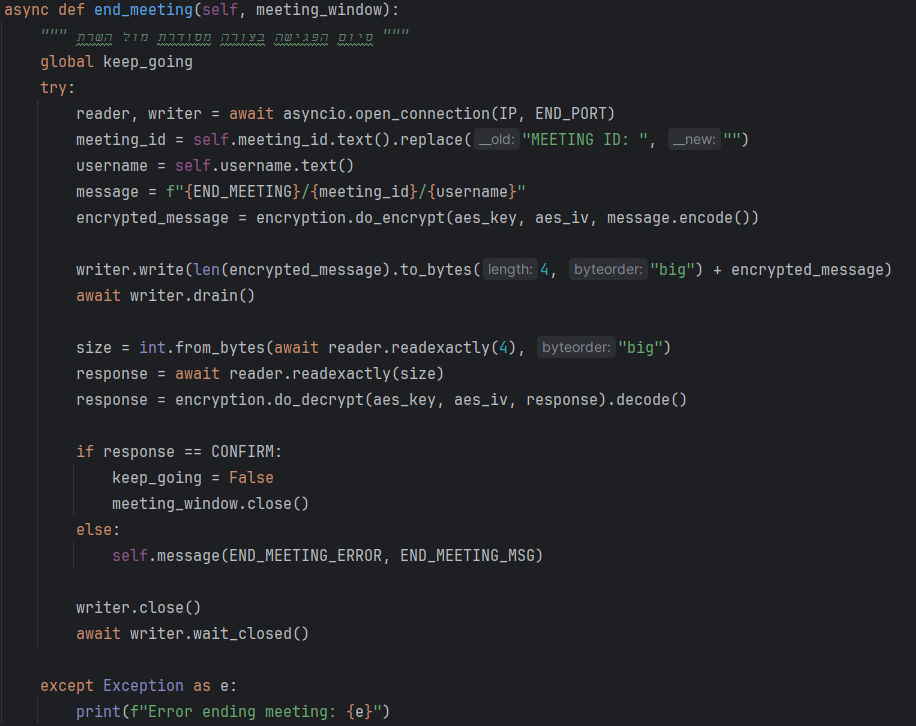 async def end_meeting(self, meeting_window):
""" סיום הפגישה בצורה מסודרת מול השרת """
global keep_going
try:
reader, writer = await asyncio.open_connection(IP, END_PORT)
meeting_id = self.meeting_id.text().replace(__old: "MEETING ID: ", __new: "")
username = self.username.text()
message = f"{END_MEETING}/{meeting_id}/{username}"
encrypted_message = encryption.do_encrypt(aes_key, aes_iv, message.encode())
writer.write(len(encrypted_message).to_bytes(length: 4, byteorder: "big") + encrypted_message)
await writer.drain()
size = int.from_bytes(await reader.readexactly(4), byteorder: "big")
response = await reader.readexactly(size)
response = encryption.do_decrypt(aes_key, aes_iv, response).decode()
if response == CONFIRM:
keep_going = False
meeting_window.close()
else:
self.message(END_MEETING_ERROR, END_MEETING_MSG)
writer.close()
await writer.wait_closed()
except Exception as e:
print(f"Error ending meeting: {e}")